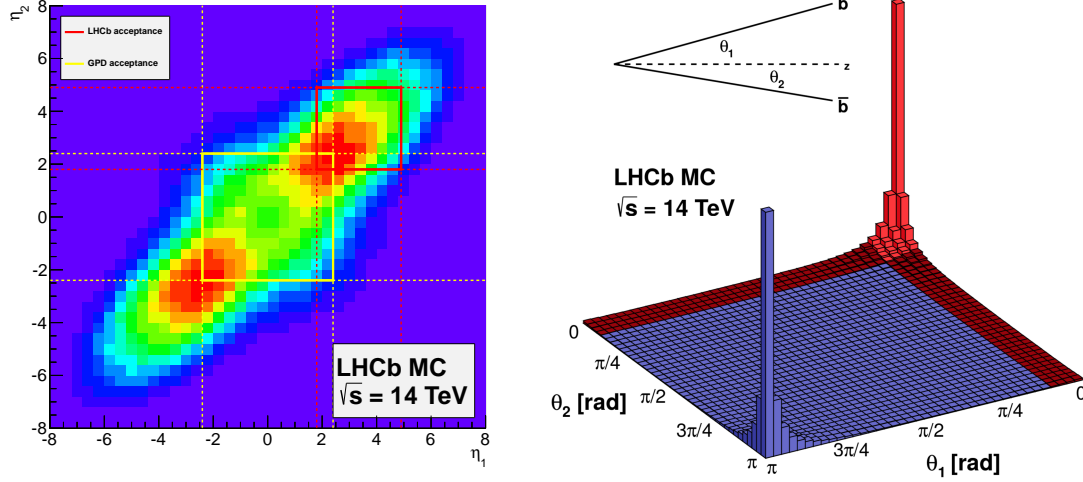 η2
LHCb acceptance
GPD acceptance
8
6
4
2
0
-2
-4
-6
-8
LHCb MC
√s = 14 TeV
-8 -6 -4 -2 0 2 4 6 8
η1
b
θ1
z
θ2
b̅
LHCb MC
√s = 14 TeV
0
π/4
π/2
3π/4
π
θ2 [rad]
π
3π/4
π/2
π/4
0
θ1 [rad]